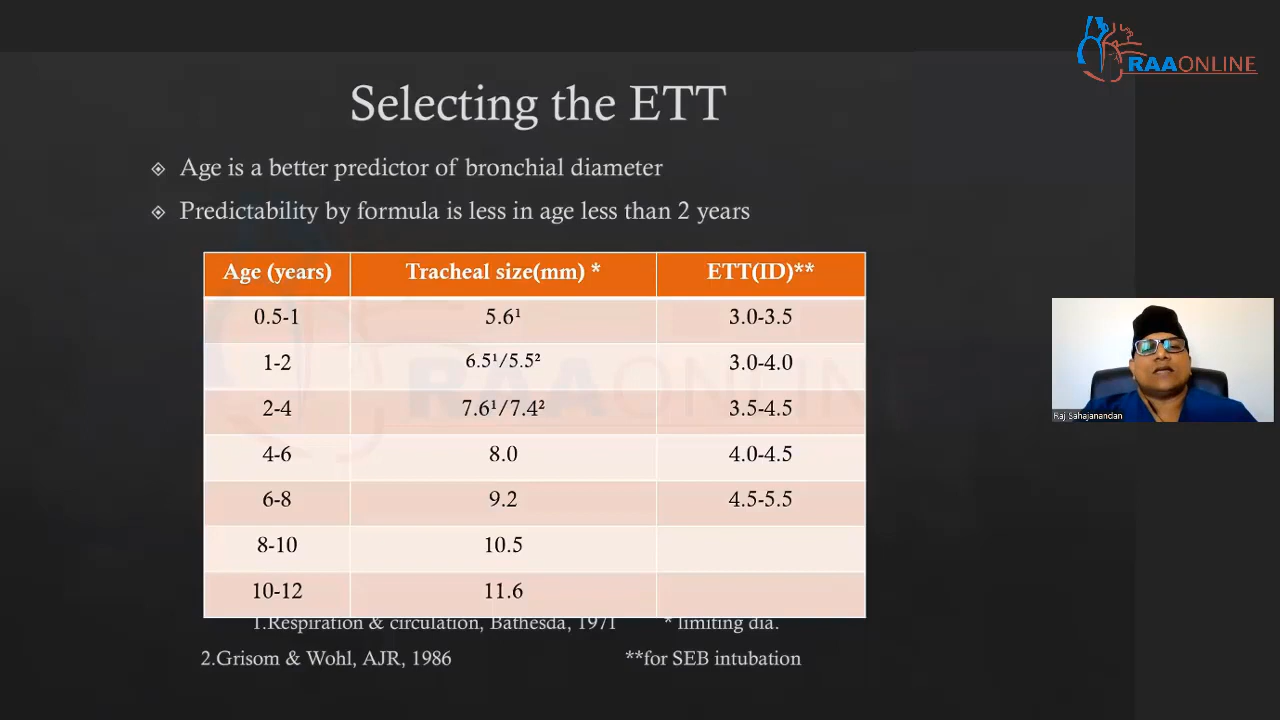 RAAONLINE
Selecting the ETT
Age is a better predictor of bronchial diameter
Predictability by formula is less in age less than 2 years
Age (years) Tracheal size(mm) * ETT(ID)**
0.5-1 5.6¹ 3.0-3.5
1-2 6.5¹/5.5² 3.0-4.0
2-4 7.6¹/7.4² 3.5-4.5
4-6 8.0 4.0-4.5
6-8 9.2 4.5-5.5
8-10 10.5
10-12 11.6
RAAONLINE
1.Respiration & circulation, Bathesda, 1971 * limiting dia.
2.Grisom & Wohl, AJR, 1986 **for SEB intubation
Raj Sahajanandan